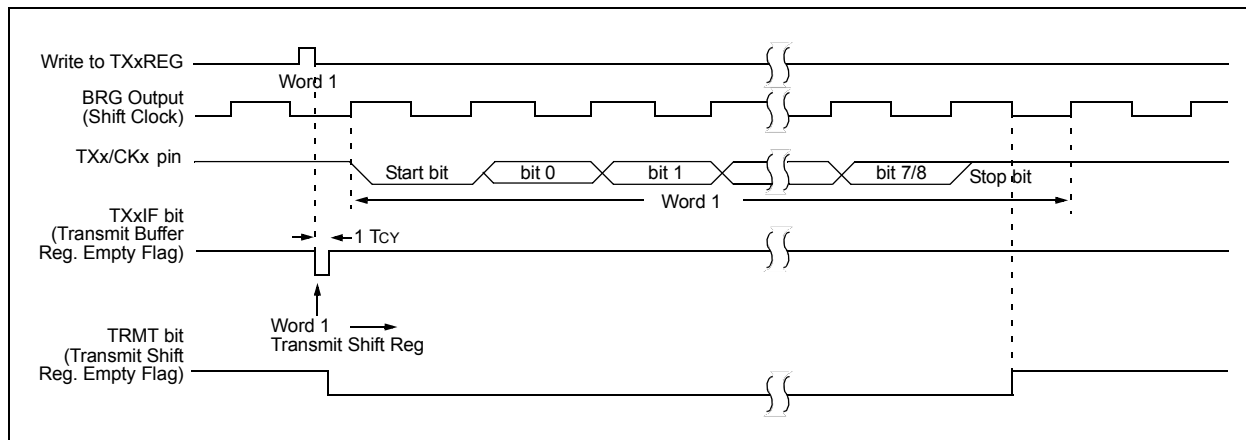 Write to TXxREG
Word 1
BRG Output
(Shift Clock)
TXx/CKx pin
Start bit
bit 0
bit 1
bit 7/8
Stop bit
Word 1
TXxIF bit
(Transmit Buffer
Reg. Empty Flag)
1 TCY
Word 1
Transmit Shift Reg
TRMT bit
(Transmit Shift
Reg. Empty Flag)